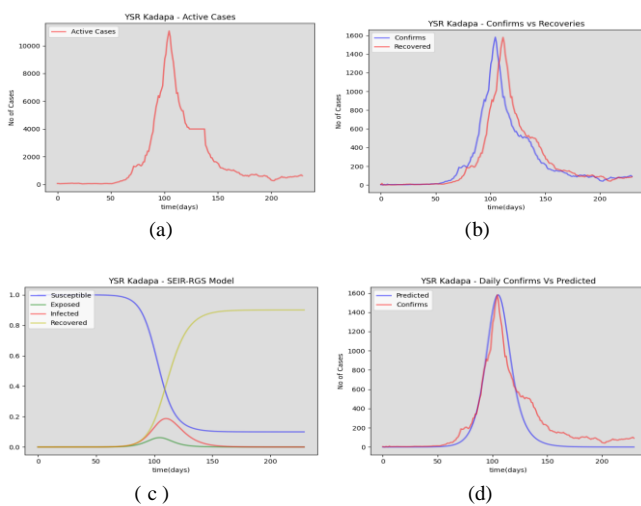 YSR Kadapa - Active Cases
Active Cases
No of Cases
10000
8000
6000
4000
2000
0
0 50 100 150 200
time(days)
(a)
YSR Kadapa - Confirms vs Recoveries
Confirms
Recovered
No of Cases
1600
1400
1200
1000
800
600
400
200
0
0 50 100 150 200
time(days)
(b)
YSR Kadapa - SEIR-RGS Model
Susceptible
Exposed
Infected
Recovered
1.0
0.8
0.6
0.4
0.2
0.0
0 50 100 150 200
time(days)
( c )
YSR Kadapa - Daily Confirms Vs Predicted
Predicted
Confirms
No of Cases
1600
1400
1200
1000
800
600
400
200
0
0 50 100 150 200
time(days)
(d)